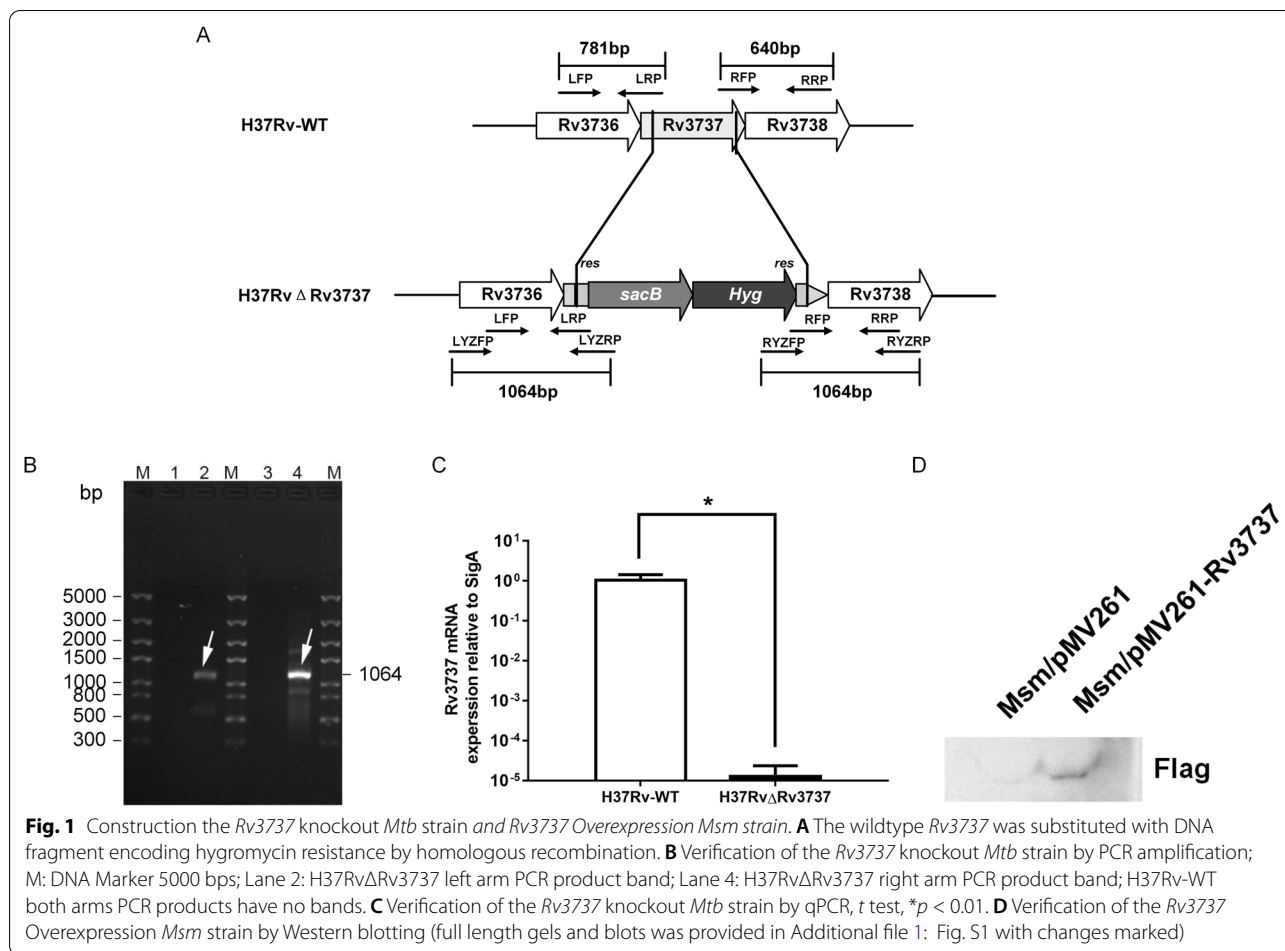 A
781bp
640bp
LFP
LRP
RFP
RRP
H37Rv-WT
Rv3736
Rv3737
Rv3738
res
res
H37Rv Δ Rv3737
Rv3736
sacB
Hyg
Rv3738
LFP
LRP
RFP
RRP
LYZFP
LYZRP
RYZFP
RYZRP
1064bp
1064bp
B
M 1 2 M 3 4 M
bp
5000
3000
2000
1500
1000
800
500
300
1064
C
*
Rv3737 mRNA
experssion relative to SigA
10¹
10⁰
10⁻¹
10⁻²
10⁻³
10⁻⁴
10⁻⁵
H37Rv-WT
H37RvΔRv3737
D
Msm/pMV261
Msm/pMV261-Rv3737
Flag
Fig. 1 Construction the Rv3737 knockout Mtb strain and Rv3737 Overexpression Msm strain. A The wildtype Rv3737 was substituted with DNA
fragment encoding hygromycin resistance by homologous recombination. B Verification of the Rv3737 knockout Mtb strain by PCR amplification;
M: DNA Marker 5000 bps; Lane 2: H37RvΔRv3737 left arm PCR product band; Lane 4: H37RvΔRv3737 right arm PCR product band; H37Rv-WT
both arms PCR products have no bands. C Verification of the Rv3737 knockout Mtb strain by qPCR, t test, *p < 0.01. D Verification of the Rv3737
Overexpression Msm strain by Western blotting (full length gels and blots was provided in Additional file 1: Fig. S1 with changes marked)